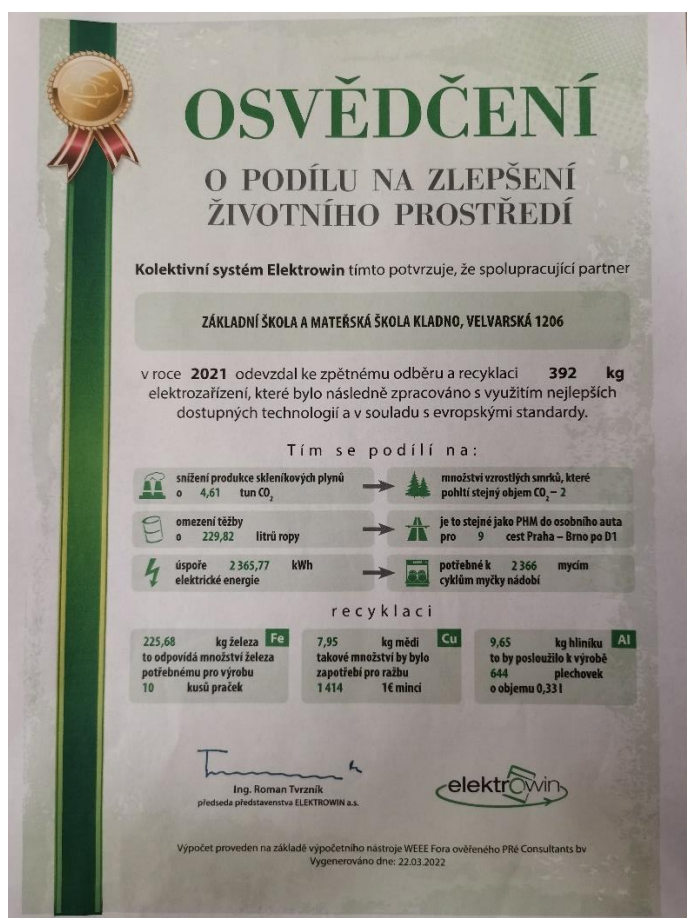 OSVĚDČENÍ
O PODÍLU NA ZLEPŠENÍ
ŽIVOTNÍHO PROSTŘEDÍ
Kolektivní systém Elektrowin tímto potvrzuje, že spolupracující partner
ZÁKLADNÍ ŠKOLA A MATEŘSKÁ ŠKOLA KLADNO, VELVARSKÁ 1206
v roce 2021 odevzdal ke zpětnému odběru a recyklaci 392 kg
elektrozařízení, které bylo následně zpracováno s využitím nejlepších
dostupných technologií a v souladu s evropskými standardy.
Tím se podílí na:
snížení produkce skleníkových plynů
o 4,61 tun CO₂
množství vzrostlých smrků, které
pohltí stejný objem CO₂ – 2
omezení těžby
o 229,82 litrů ropy
je to stejné jako PHM do osobního auta
pro 9 cest Praha – Brno po D1
úspoře 2 365,77 kWh
elektrické energie
potřebné k 2 366 mycím
cyklům myčky nádobí
recyklaci
225,68 kg železa Fe
to odpovídá množství železa
potřebnému pro výrobu
10 kusů praček
7,95 kg mědi Cu
takové množství by bylo
zapotřebí pro ražbu
1 414 1€ mincí
9,65 kg hliníku Al
to by posloužilo k výrobě
644 plechovek
o objemu 0,33 l
Ing. Roman Tvrzník
předseda představenstva ELEKTROWIN a.s.
elektrowin
Výpočet proveden na základě výpočetního nástroje WEEE Fora ověřeného PRé Consultants bv
Vygenerováno dne: 22.03.2022